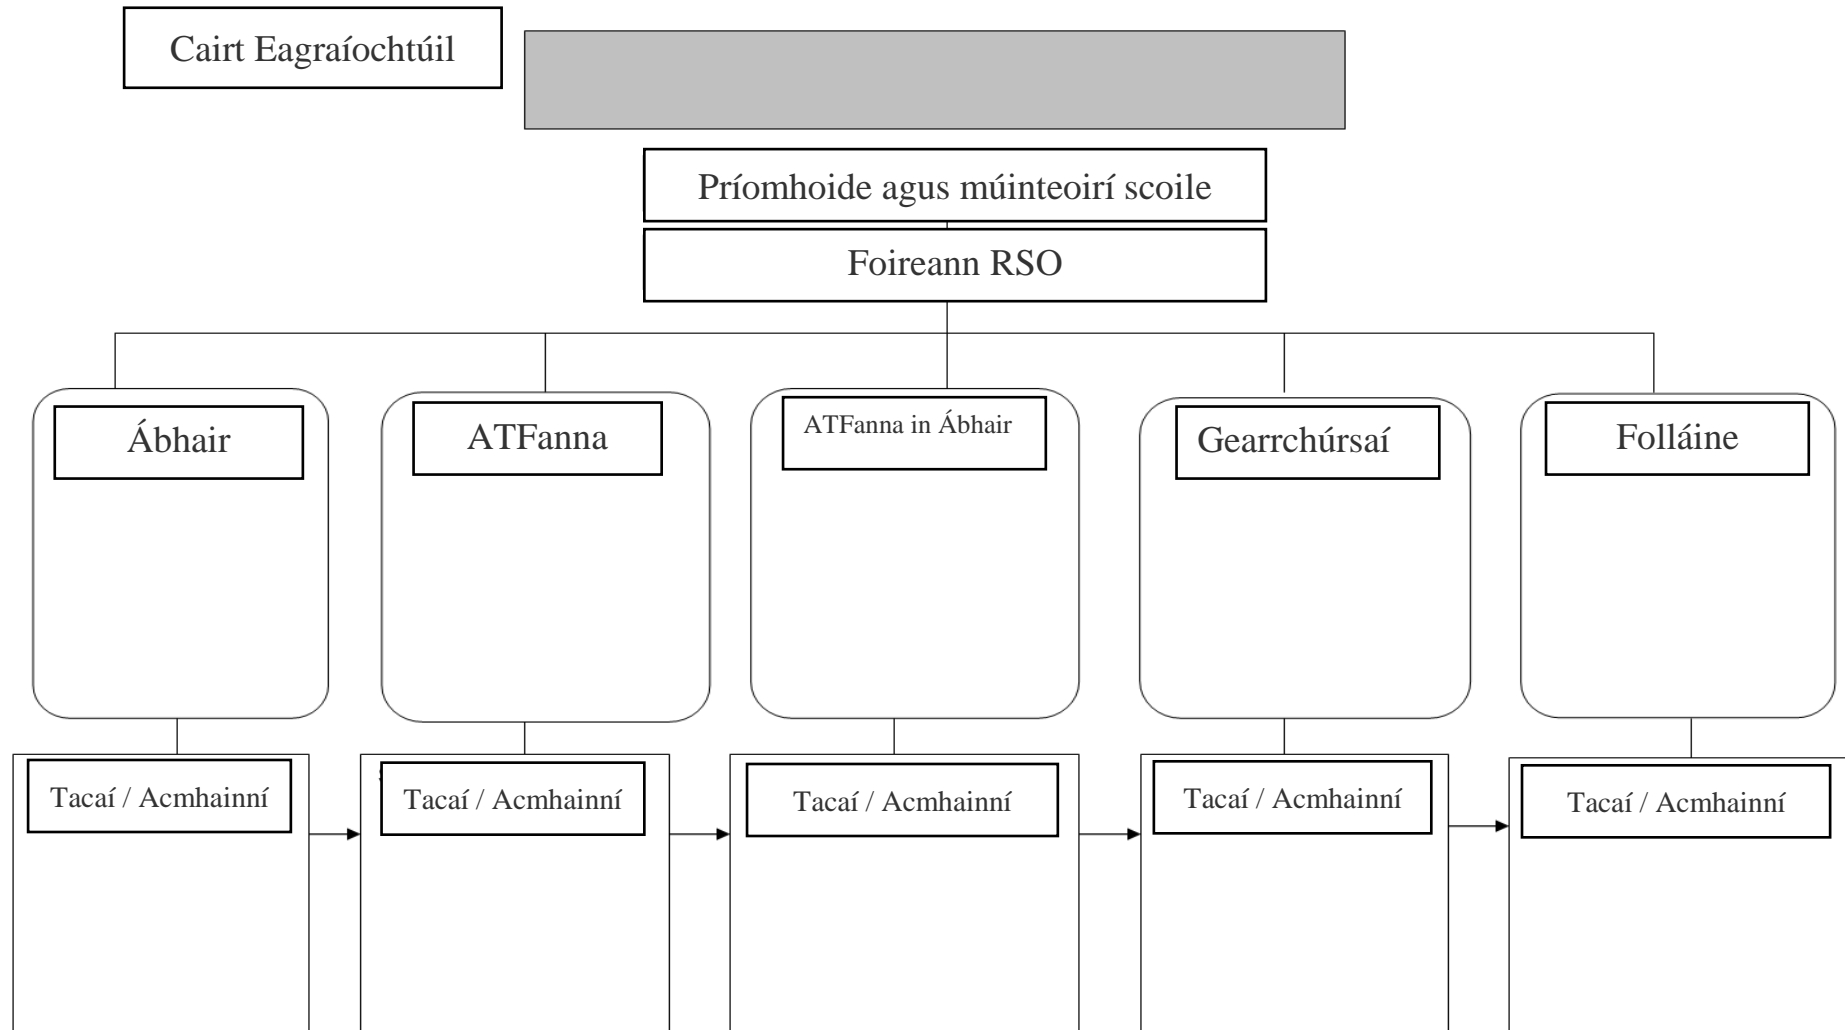 Cairt Eagraíochtúil
Príomhoide agus múinteoirí scoile
Foireann RSO
Ábhair
ATFanna
ATFanna in Ábhair
Gearrchúrsaí
Folláine
Tacaí / Acmhainní
Tacaí / Acmhainní
Tacaí / Acmhainní
Tacaí / Acmhainní
Tacaí / Acmhainní